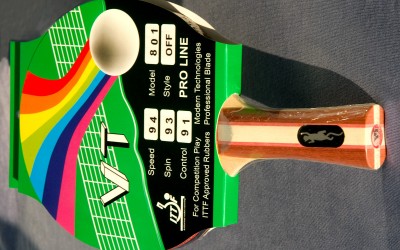 VT
Model 801
Style OFF
PRO LINE
Speed 94
Spin 93
Control 91
ITTF
For Competition Play
ITTF Approved Rubbers
Modern Technologies
Professional Blade